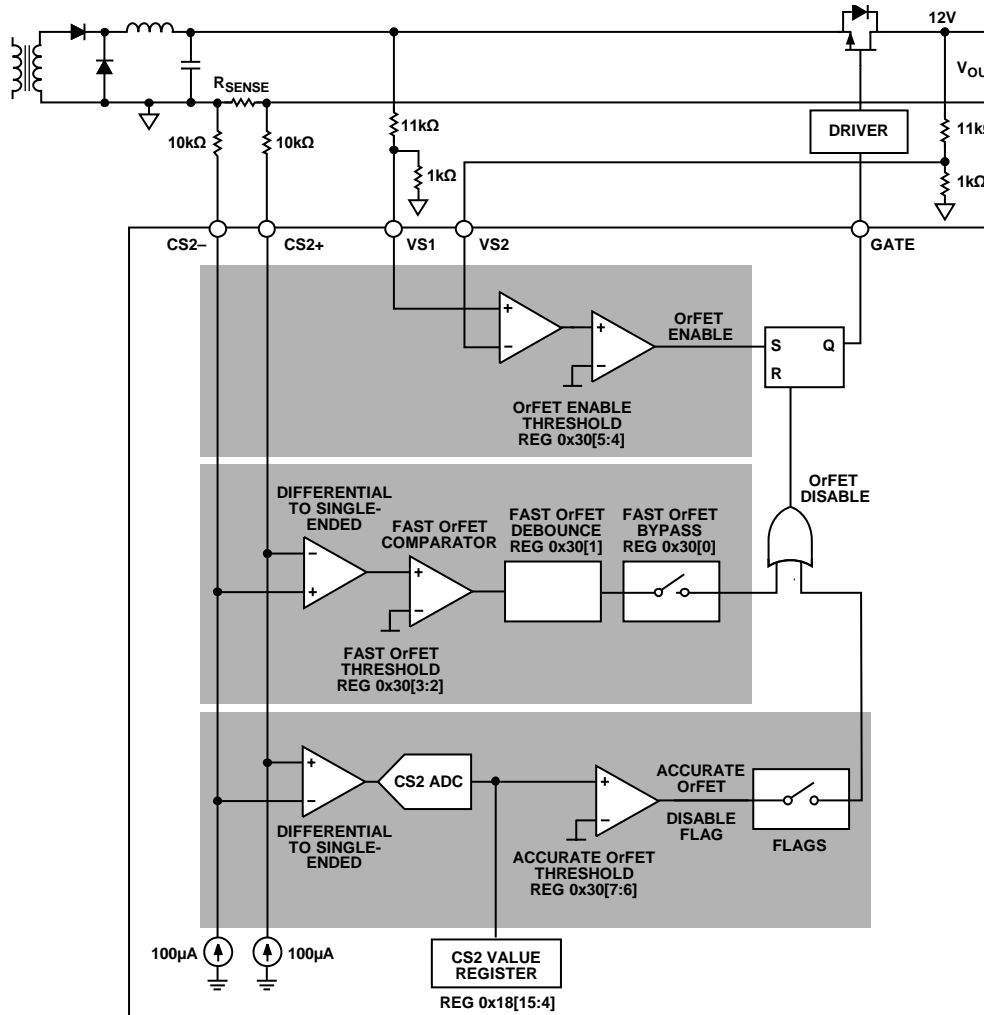 12V
V_OU
R_SENSE
10kΩ
10kΩ
11kΩ
1kΩ
DRIVER
11kΩ
1kΩ
CS2–
CS2+
VS1
VS2
GATE
+
–
+
–
OrFET
ENABLE
OrFET ENABLE
THRESHOLD
REG 0x30[5:4]
S
Q
R
OrFET
DISABLE
DIFFERENTIAL
TO SINGLE-
ENDED
–
+
FAST OrFET
COMPARATOR
+
–
FAST OrFET
THRESHOLD
REG 0x30[3:2]
FAST OrFET
DEBOUNCE
REG 0x30[1]
FAST OrFET
BYPASS
REG 0x30[0]
+
–
DIFFERENTIAL
TO SINGLE-
ENDED
CS2 ADC
+
–
ACCURATE OrFET
THRESHOLD
REG 0x30[7:6]
ACCURATE
OrFET
DISABLE
FLAG
FLAGS
100µA
100µA
CS2 VALUE
REGISTER
REG 0x18[15:4]